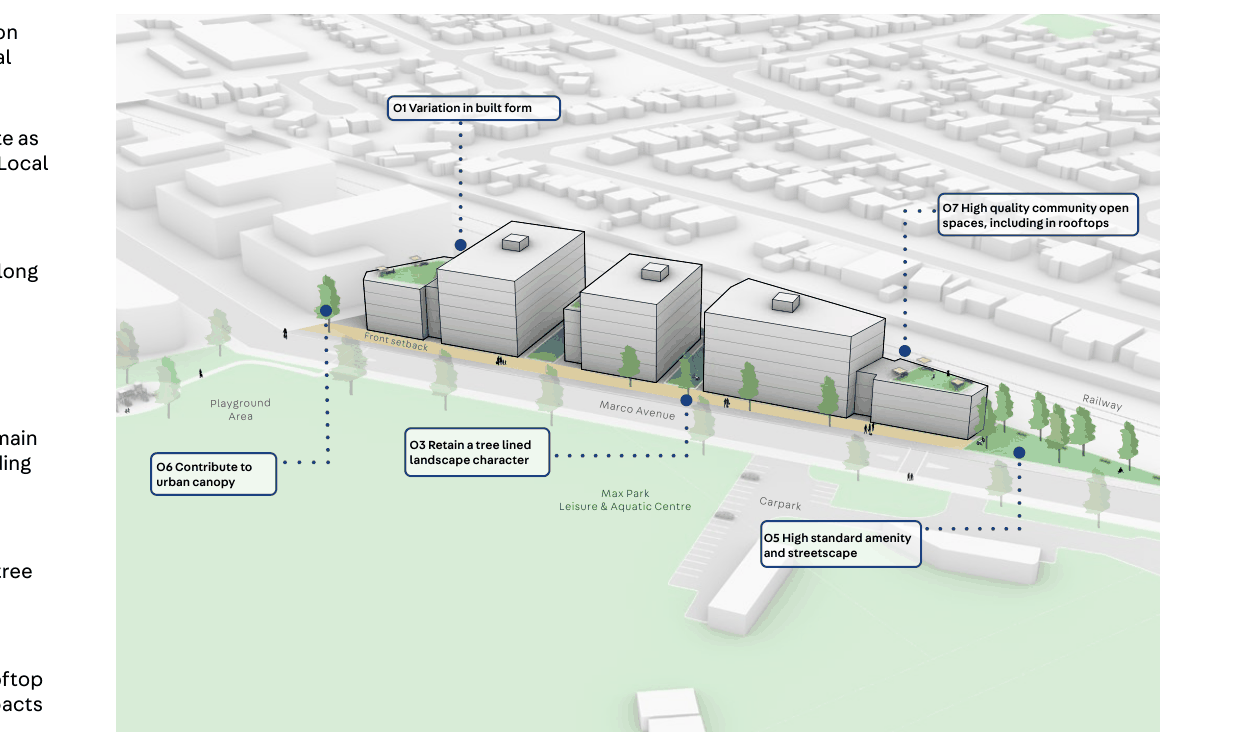 on
al
te as
Local
long
main
ding
tree
oftop
pacts
O1 Variation in built form
O7 High quality community open
spaces, including in rooftops
Front setback
Playground
Area
Marco Avenue
Railway
O3 Retain a tree lined
landscape character
O6 Contribute to
urban canopy
Max Park
Leisure & Aquatic Centre
Carpark
O5 High standard amenity
and streetscape